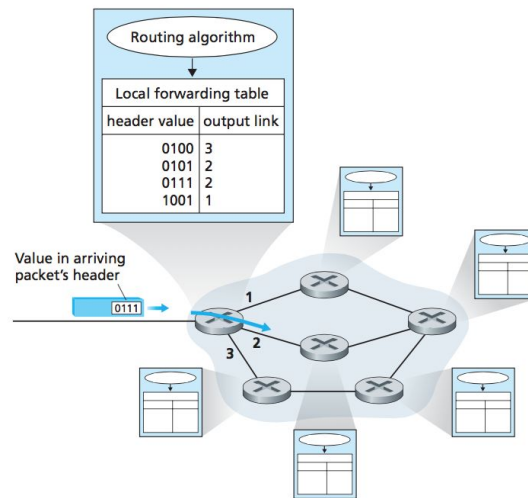 Routing algorithm
Local forwarding table
header value output link
0100 3
0101 2
0111 2
1001 1
Value in arriving
packet's header
0111
1
2
3